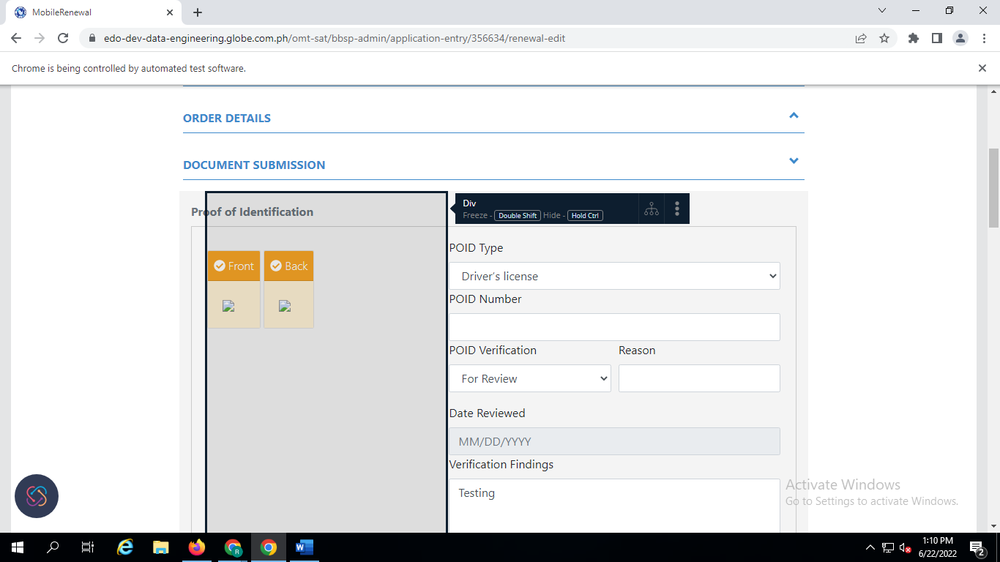 MobileRenewal
edo-dev-data-engineering.globe.com.ph/omt-sat/bbsp-admin/application-entry/356634/renewal-edit
Chrome is being controlled by automated test software.
ORDER DETAILS
DOCUMENT SUBMISSION
Proof of Identification
Div
Freeze - Double Shift Hide - Hold Ctrl
Front
Back
POID Type
Driver's license
POID Number
POID Verification
Reason
For Review
Date Reviewed
MM/DD/YYYY
Verification Findings
Testing
Activate Windows
Go to Settings to activate Windows.
R
W
1:10 PM
6/22/2022
2